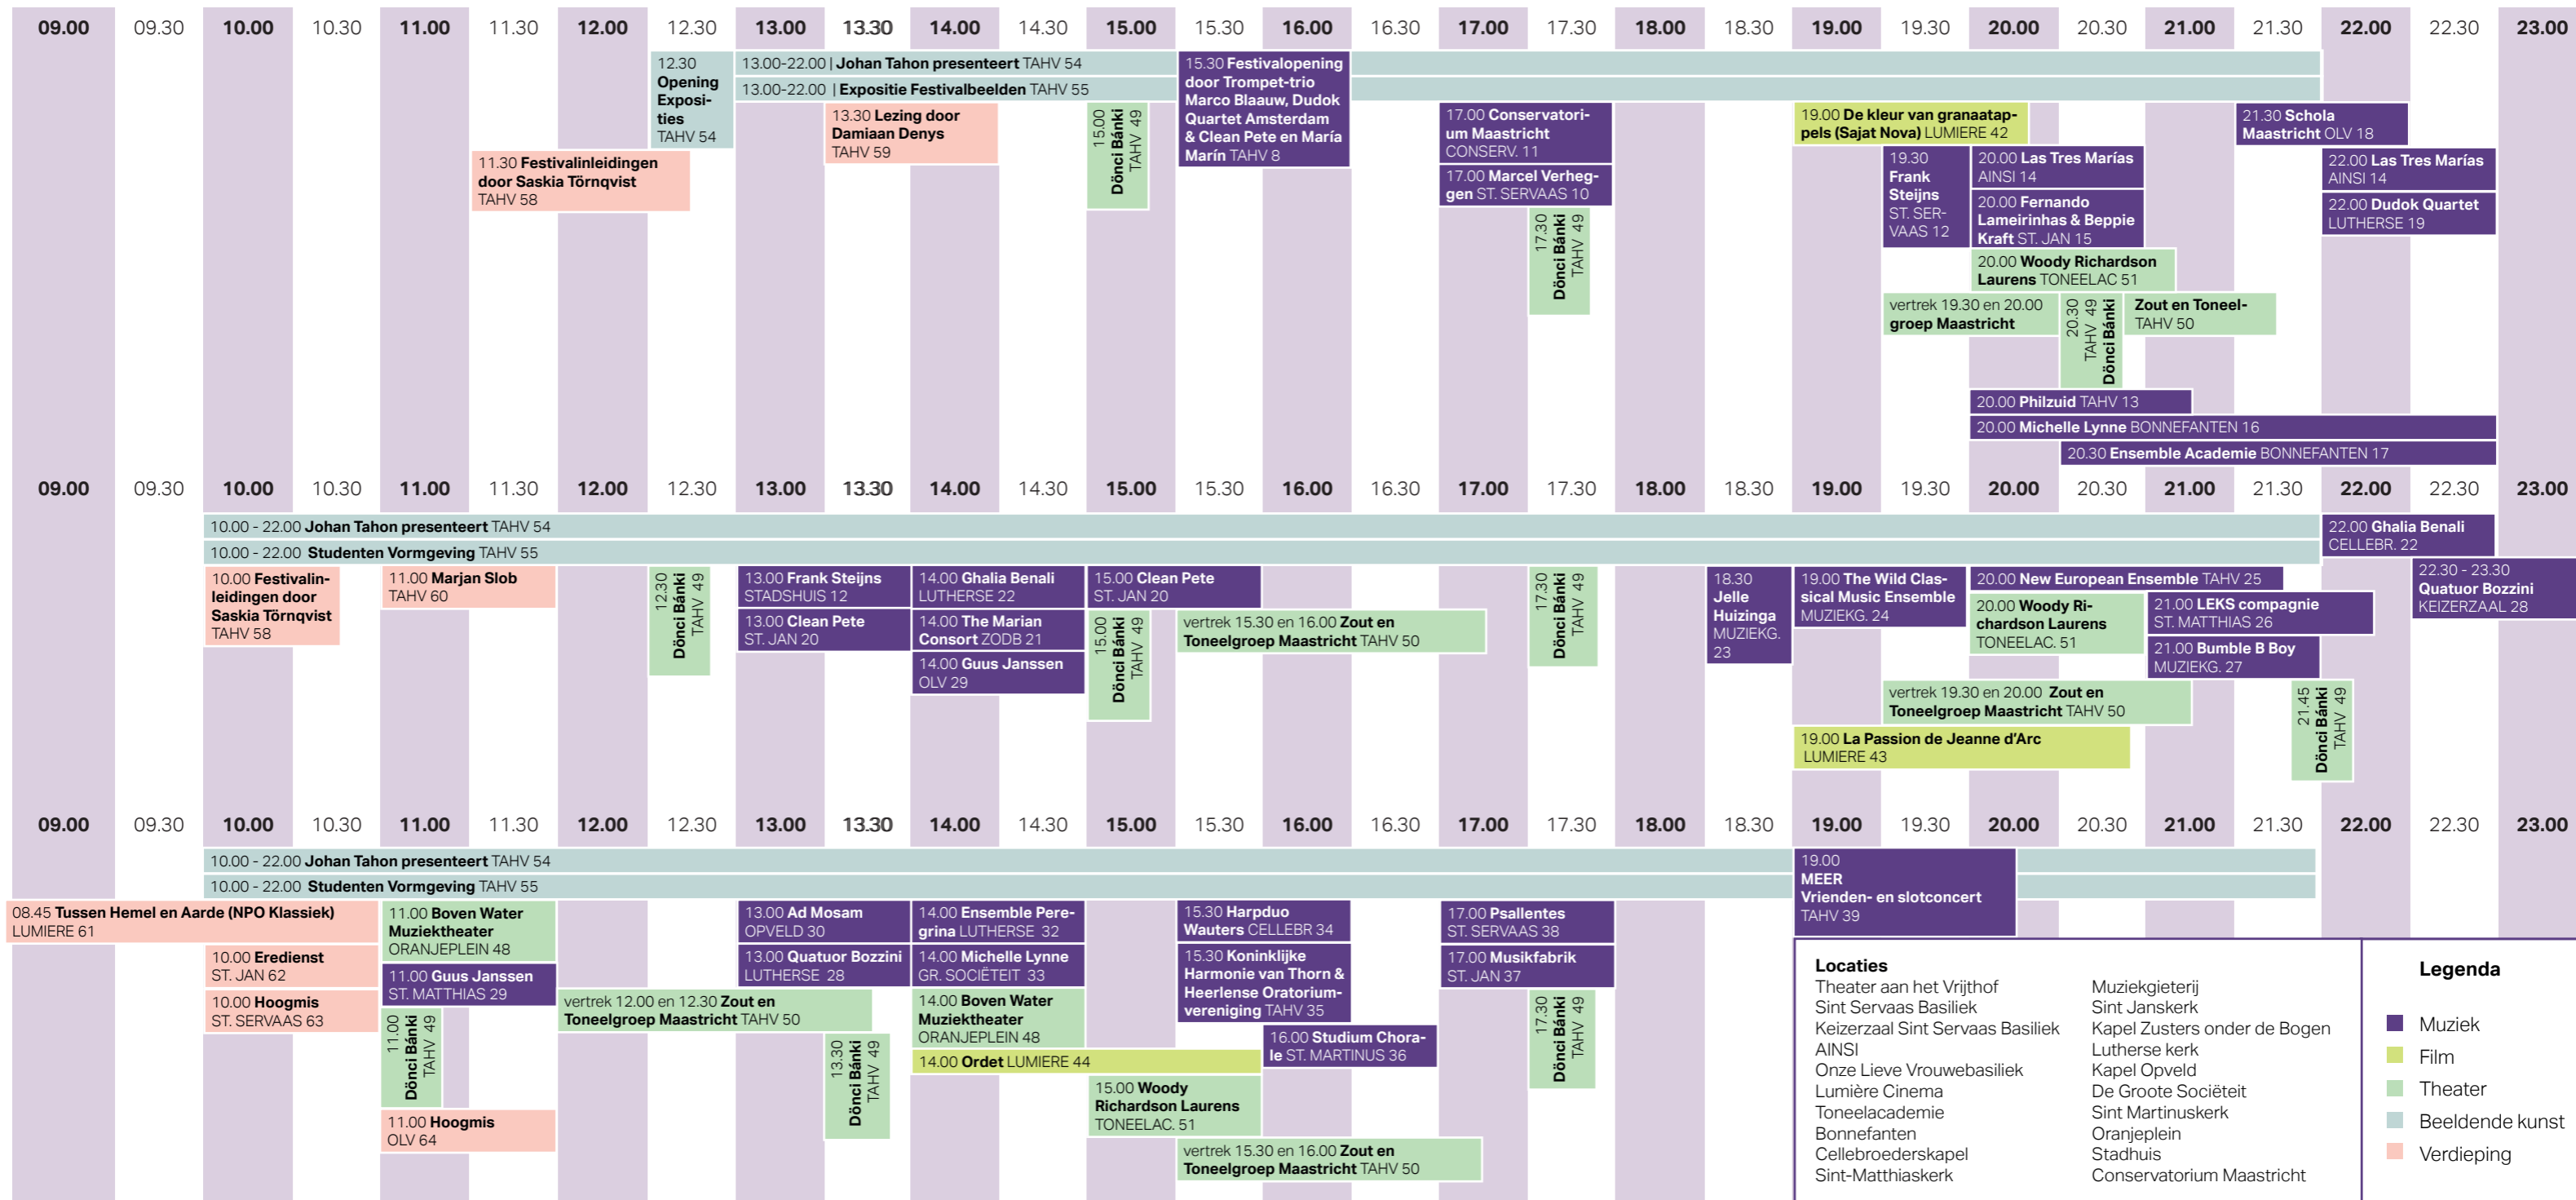 09.00 09.30 10.00 10.30 11.00 11.30 12.00 12.30 13.00 13.30 14.00 14.30 15.00 15.30 16.00 16.30 17.00 17.30 18.00 18.30 19.00 19.30 20.00 20.30 21.00 21.30 22.00 22.30 23.00
12.30
Opening
Exposi-
ties
TAHV 54
13.00-22.00 | Johan Tahon presenteert TAHV 54
13.00-22.00 | Expositie Festivalbeelden TAHV 55
11.30 Festivalinleidingen
door Saskia Törnqvist
TAHV 58
13.30 Lezing door
Damiaan Denys
TAHV 59
15.00
Dönci Bánki
TAHV 49
15.30 Festivalopening
door Trompet-trio
Marco Blaauw, Dudok
Quartet Amsterdam
& Clean Pete en María
Marín TAHV 8
17.00 Conservatori-
um Maastricht
CONSERV. 11
17.00 Marcel Verheg-
gen ST. SERVAAS 10
17.30
Dönci Bánki
TAHV 49
19.00 De kleur van granaatap-
pels (Sajat Nova) LUMIERE 42
19.30
Frank
Steijns
ST. SER-
VAAS 12
20.00 Las Tres Marías
AINSI 14
20.00 Fernando
Lameirinhas & Beppie
Kraft ST. JAN 15
20.00 Woody Richardson
Laurens TONEELAC 51
vertrek 19.30 en 20.00
groep Maastricht
20.30
TAHV 49
Dönci Bánki
Zout en Toneel-
TAHV 50
21.30 Schola
Maastricht OLV 18
22.00 Las Tres Marías
AINSI 14
22.00 Dudok Quartet
LUTHERSE 19
20.00 Philzuid TAHV 13
20.00 Michelle Lynne BONNEFANTEN 16
20.30 Ensemble Academie BONNEFANTEN 17
09.00 09.30 10.00 10.30 11.00 11.30 12.00 12.30 13.00 13.30 14.00 14.30 15.00 15.30 16.00 16.30 17.00 17.30 18.00 18.30 19.00 19.30 20.00 20.30 21.00 21.30 22.00 22.30 23.00
10.00 - 22.00 Johan Tahon presenteert TAHV 54
10.00 - 22.00 Studenten Vormgeving TAHV 55
22.00 Ghalia Benali
CELLEBR. 22
10.00 Festivalin-
leidingen door
Saskia Törnqvist
TAHV 58
11.00 Marjan Slob
TAHV 60
12.30
Dönci Bánki
TAHV 49
13.00 Frank Steijns
STADSHUIS 12
13.00 Clean Pete
ST. JAN 20
14.00 Ghalia Benali
LUTHERSE 22
14.00 The Marian
Consort ZODB 21
14.00 Guus Janssen
OLV 29
15.00 Clean Pete
ST. JAN 20
15.00
Dönci Bánki
TAHV 49
vertrek 15.30 en 16.00 Zout en
Toneelgroep Maastricht TAHV 50
17.30
Dönci Bánki
TAHV 49
18.30
Jelle
Huizinga
MUZIEKG.
23
19.00 The Wild Clas-
sical Music Ensemble
MUZIEKG. 24
20.00 New European Ensemble TAHV 25
20.00 Woody Ri-
chardson Laurens
TONEELAC. 51
21.00 LEKS compagnie
ST. MATTHIAS 26
21.00 Bumble B Boy
MUZIEKG. 27
22.30 - 23.30
Quatuor Bozzini
KEIZERZAAL 28
vertrek 19.30 en 20.00 Zout en
Toneelgroep Maastricht TAHV 50
21.45
Dönci Bánki
TAHV 49
19.00 La Passion de Jeanne d'Arc
LUMIERE 43
09.00 09.30 10.00 10.30 11.00 11.30 12.00 12.30 13.00 13.30 14.00 14.30 15.00 15.30 16.00 16.30 17.00 17.30 18.00 18.30 19.00 19.30 20.00 20.30 21.00 21.30 22.00 22.30 23.00
10.00 - 22.00 Johan Tahon presenteert TAHV 54
10.00 - 22.00 Studenten Vormgeving TAHV 55
19.00
MEER
Vrienden- en slotconcert
TAHV 39
08.45 Tussen Hemel en Aarde (NPO Klassiek)
LUMIERE 61
10.00 Eredienst
ST. JAN 62
10.00 Hoogmis
ST. SERVAAS 63
11.00 Boven Water
Muziektheater
ORANJEPLEIN 48
11.00 Guus Janssen
ST. MATTHIAS 29
11.00
Dönci Bánki
TAHV 49
11.00 Hoogmis
OLV 64
vertrek 12.00 en 12.30 Zout en
Toneelgroep Maastricht TAHV 50
13.00 Ad Mosam
OPVELD 30
13.00 Quatuor Bozzini
LUTHERSE 28
13.30
Dönci Bánki
TAHV 49
14.00 Ensemble Pere-
grina LUTHERSE 32
14.00 Michelle Lynne
GR. SOCIËTEIT 33
14.00 Boven Water
Muziektheater
ORANJEPLEIN 48
14.00 Ordet LUMIERE 44
15.00 Woody
Richardson Laurens
TONEELAC. 51
15.30 Harpduo
Wauters CELLEBR 34
15.30 Koninklijke
Harmonie van Thorn &
Heerlense Oratorium-
vereniging TAHV 35
16.00 Studium Chora-
le ST. MARTINUS 36
vertrek 15.30 en 16.00 Zout en
Toneelgroep Maastricht TAHV 50
17.00 Psallentes
ST. SERVAAS 38
17.00 Musikfabrik
ST. JAN 37
17.30
Dönci Bánki
TAHV 49
Locaties
Theater aan het Vrijthof
Sint Servaas Basiliek
Keizerzaal Sint Servaas Basiliek
AINSI
Onze Lieve Vrouwebasiliek
Lumière Cinema
Toneelacademie
Bonnefanten
Cellebroederskapel
Sint-Matthiaskerk
Muziekgieterij
Sint Janskerk
Kapel Zusters onder de Bogen
Lutherse kerk
Kapel Opveld
De Groote Sociëteit
Sint Martinuskerk
Oranjeplein
Stadhuis
Conservatorium Maastricht
Legenda
Muziek
Film
Theater
Beeldende kunst
Verdieping